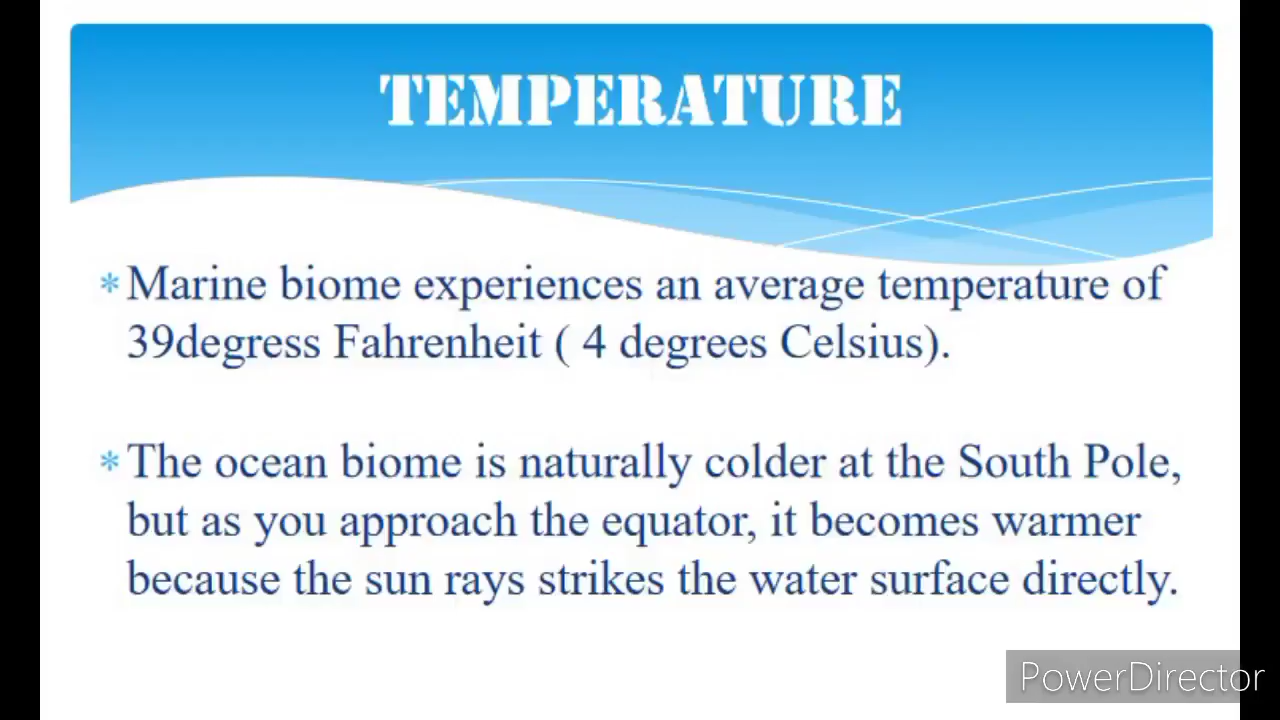 TEMPERATURE
*Marine biome experiences an average temperature of
39degress Fahrenheit ( 4 degrees Celsius).
*The ocean biome is naturally colder at the South Pole,
but as you approach the equator, it becomes warmer
because the sun rays strikes the water surface directly.
PowerDirector